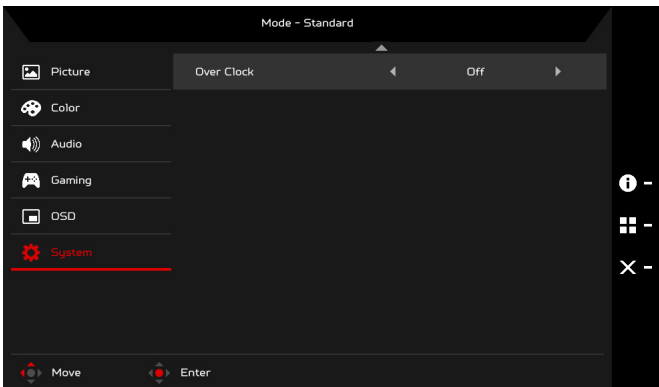 Mode - Standard
Picture
Over Clock Off
Color
Audio
Gaming
OSD
System
Move Enter